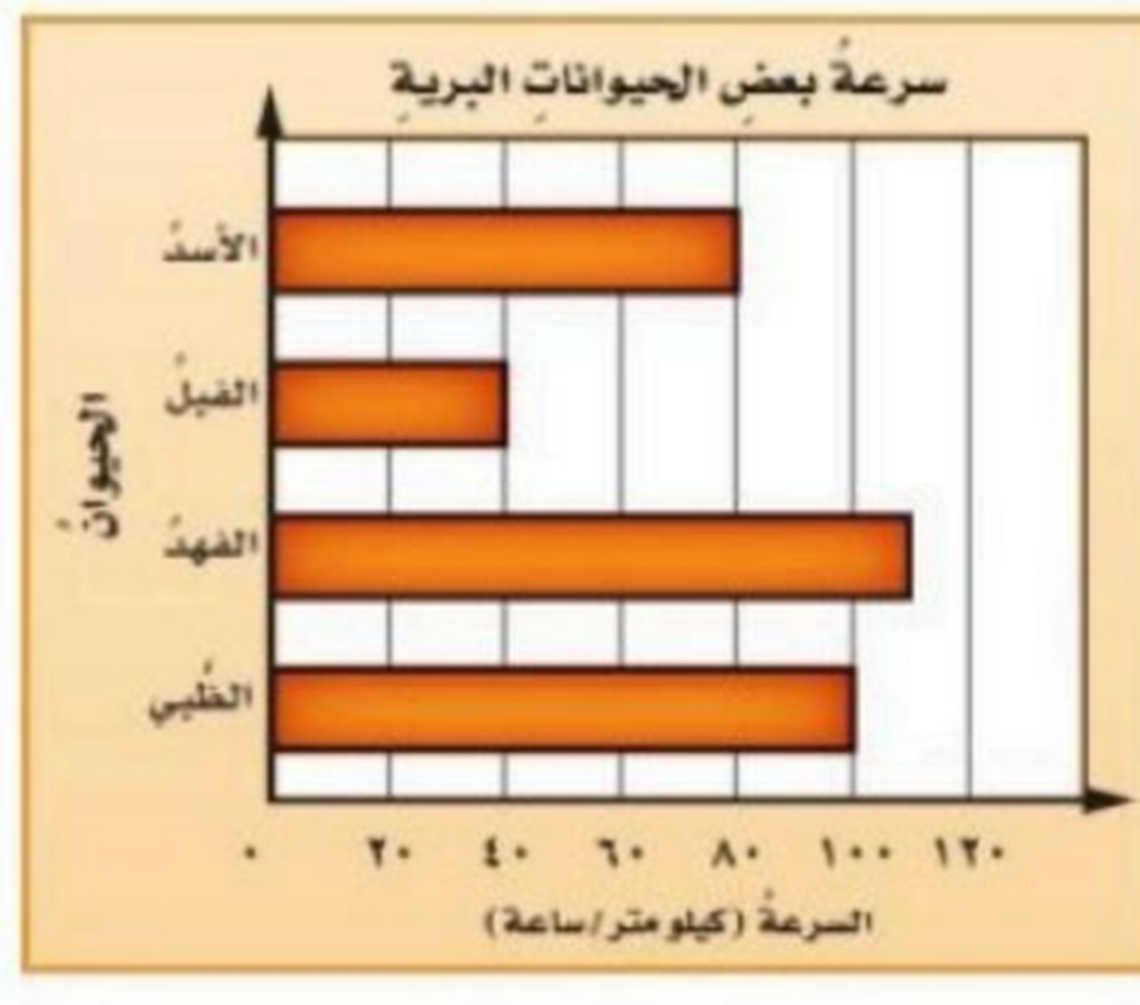 سرعةُ بعضِ الحيواناتِ البريةِ
الحيوانُ
الأسدُ
الفيلُ
الفهدُ
الظَّبي
٠ ٢٠ ٤٠ ٦٠ ٨٠ ١٠٠ ١٢٠
السرعةُ (كيلومتر/ساعة)